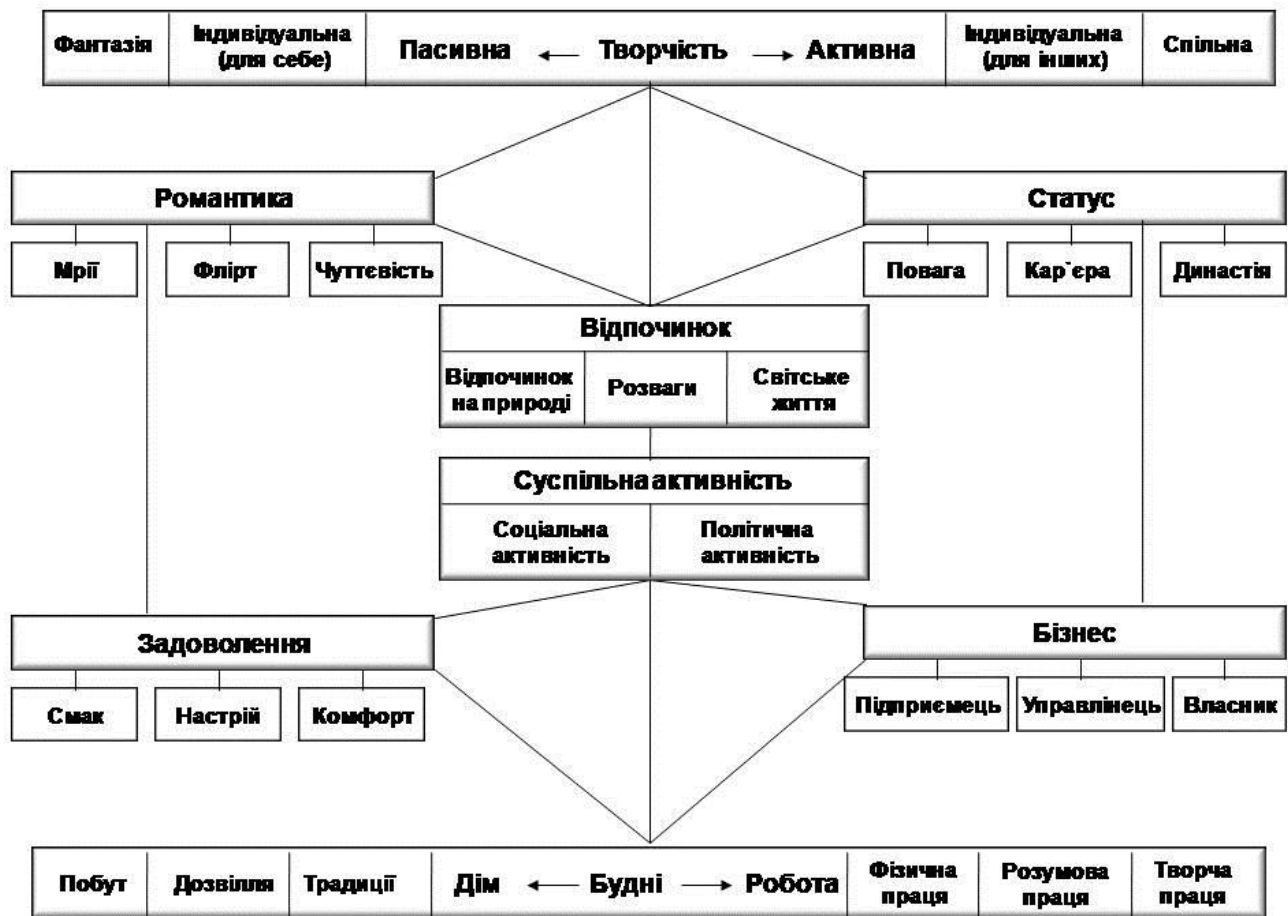 Фантазія
Індивідуальна
(для себе)
Пасивна ← Творчість → Активна
Індивідуальна
(для інших)
Спільна
Романтика
Статус
Мрії
Флірт
Чуттєвість
Повага
Кар`єра
Династія
Відпочинок
Відпочинок
на природі
Розваги
Світське
життя
Суспільна активність
Соціальна
активність
Політична
активність
Задоволення
Бізнес
Смак
Настрій
Комфорт
Підприємець
Управлінець
Власник
Побут
Дозвілля
Традиції
Дім ← Будні → Робота
Фізична
праця
Розумова
праця
Творча
праця